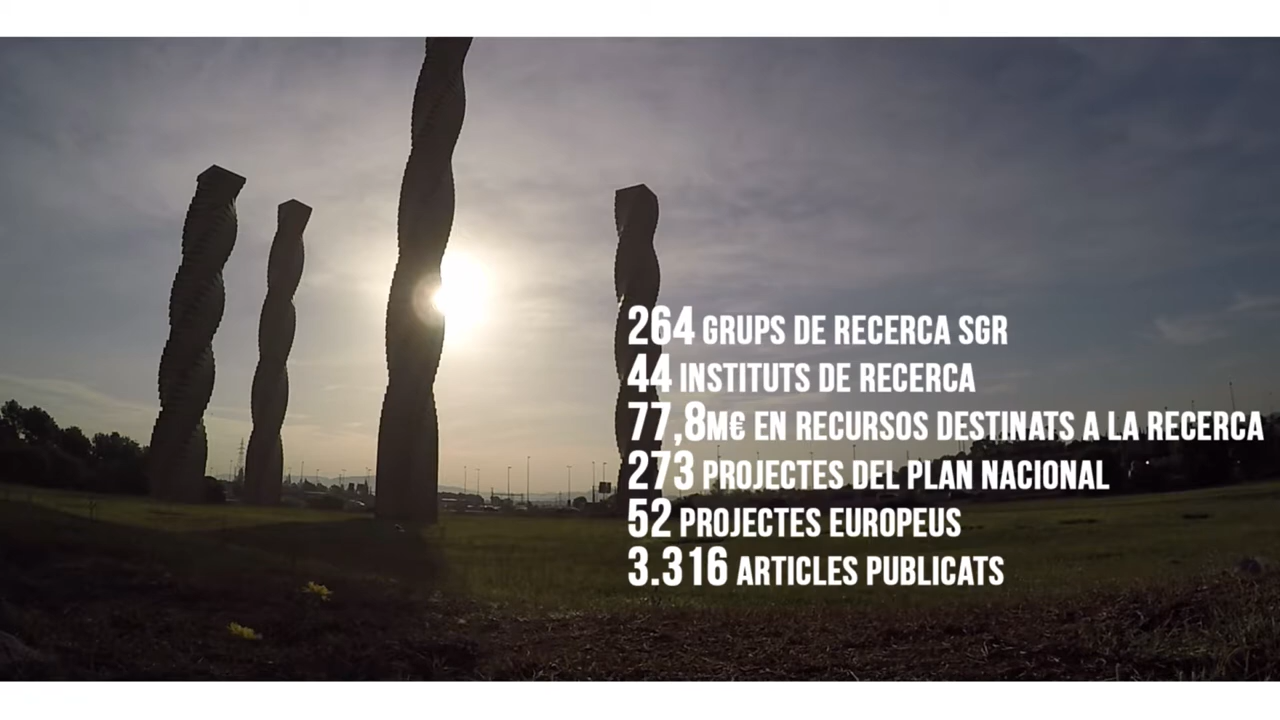 264 GRUPS DE RECERCA SGR
44 INSTITUTS DE RECERCA
77,8M€ EN RECURSOS DESTINATS A LA RECERCA
273 PROJECTES DEL PLAN NACIONAL
52 PROJECTES EUROPEUS
3.316 ARTICLES PUBLICATS